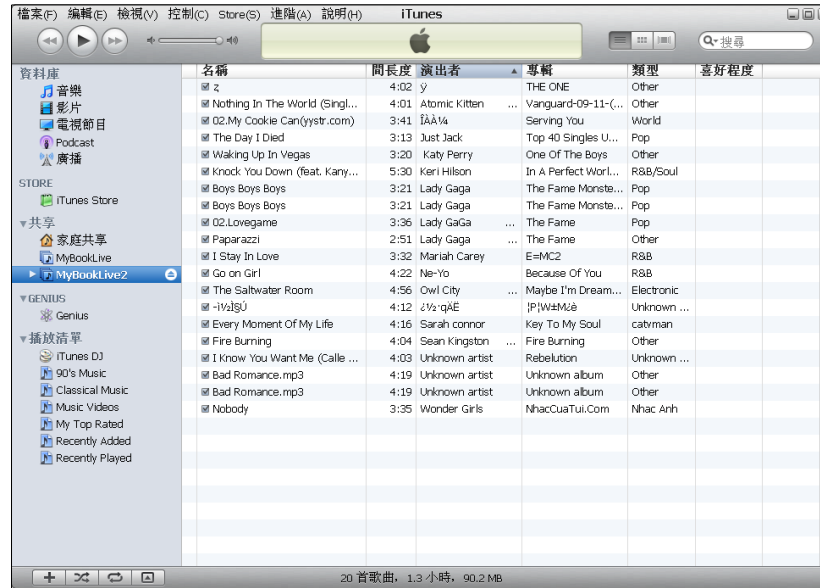 檔案(F) 編輯(E) 檢視(V) 控制(C) Store(S) 進階(A) 說明(H) iTunes
搜尋
資料庫
音樂
影片
電視節目
Podcast
廣播
STORE
iTunes Store
共享
家庭共享
MyBookLive
MyBookLive2
GENIUS
Genius
播放清單
iTunes DJ
90's Music
Classical Music
Music Videos
My Top Rated
Recently Added
Recently Played
名稱 間長度 演出者 專輯 類型 喜好程度
ȥ 4:02 ÿ THE ONE Other
Nothing In The World (Singl... 4:01 Atomic Kitten ... Vanguard-09-11-(... Other
02.My Cookie Can(yystr.com) 3:41 ÎÀÀ¼ Serving You World
The Day I Died 3:13 Just Jack Top 40 Singles U... Pop
Waking Up In Vegas 3:20 Katy Perry One Of The Boys Other
Knock You Down (feat. Kany... 5:30 Keri Hilson In A Perfect Worl... R&B/Soul
Boys Boys Boys 3:21 Lady Gaga The Fame Monste... Pop
Boys Boys Boys 3:21 Lady Gaga The Fame Monste... Pop
02.Lovegame 3:36 Lady GaGa ... The Fame Pop
Paparazzi 2:51 Lady Gaga ... The Fame Other
I Stay In Love 3:32 Mariah Carey E=MC2 R&B
Go on Girl 4:22 Ne-Yo Because Of You R&B
The Saltwater Room 4:56 Owl City ... Maybe I'm Dream... Electronic
-ì½Ì§Ú 4:12 ¿½·qÄË ¦P¦W±M¿è Unknown ...
Every Moment Of My Life 4:16 Sarah connor Key To My Soul catvman
Fire Burning 4:04 Sean Kingston ... Fire Burning Other
I Know You Want Me (Calle ... 4:03 Unknown artist Rebelution Unknown ...
Bad Romance.mp3 4:19 Unknown artist Unknown album Other
Bad Romance.mp3 4:19 Unknown artist Unknown album Other
Nobody 3:35 Wonder Girls NhacCuaTui.Com Nhac Anh
20 首歌曲，1.3 小時，90.2 MB